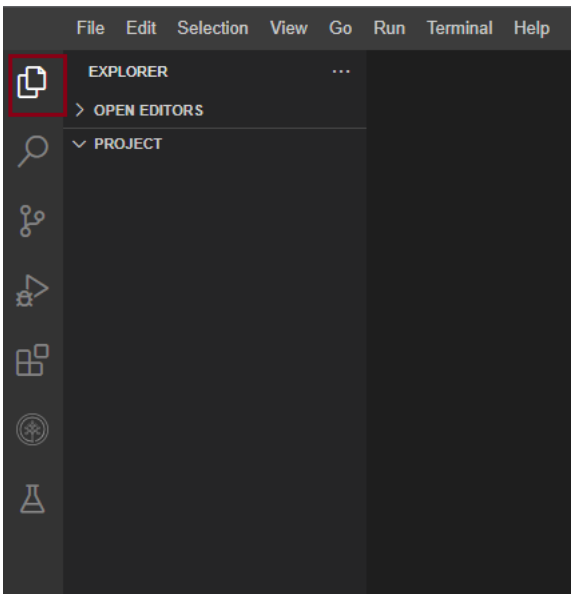 File Edit Selection View Go Run Terminal Help
EXPLORER ...
OPEN EDITORS
PROJECT